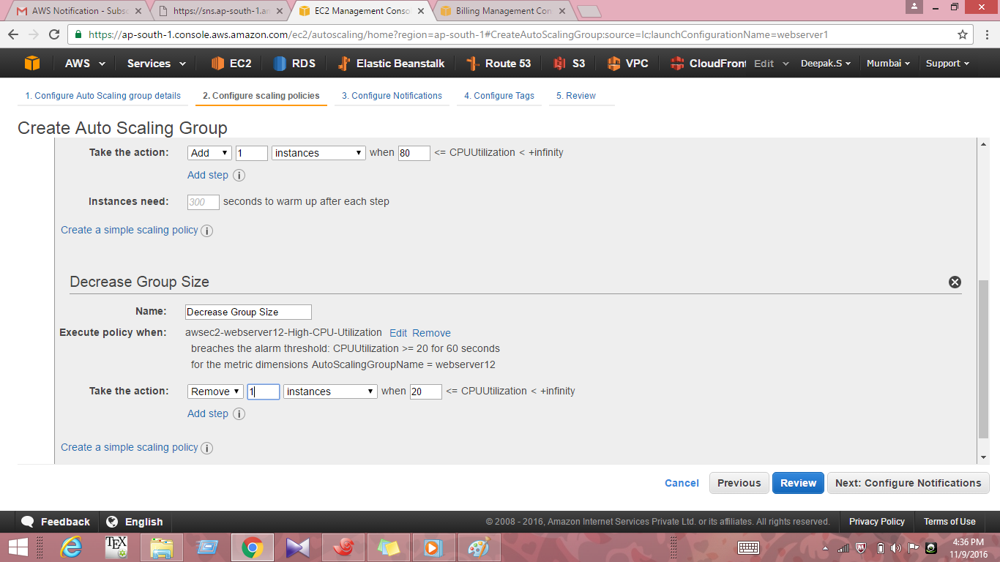 AWS Notification - Subsc
https://sns.ap-south-1.an
EC2 Management Conso
Billing Management Con
https://ap-south-1.console.aws.amazon.com/ec2/autoscaling/home?region=ap-south-1#CreateAutoScalingGroup:source=lc;launchConfigurationName=webserver1
AWS Services EC2 RDS Elastic Beanstalk Route 53 S3 VPC CloudFront Edit Deepak.S Mumbai Support
1. Configure Auto Scaling group details 2. Configure scaling policies 3. Configure Notifications 4. Configure Tags 5. Review
Create Auto Scaling Group
Take the action: Add 1 instances when 80 <= CPUUtilization < +infinity
Add step i
Instances need: 300 seconds to warm up after each step
Create a simple scaling policy i
Decrease Group Size
Name: Decrease Group Size
Execute policy when: awsec2-webserver12-High-CPU-Utilization Edit Remove
breaches the alarm threshold: CPUUtilization >= 20 for 60 seconds
for the metric dimensions AutoScalingGroupName = webserver12
Take the action: Remove 1 instances when 20 <= CPUUtilization < +infinity
Add step i
Create a simple scaling policy i
Cancel Previous Review Next: Configure Notifications
Feedback English © 2008 - 2016, Amazon Internet Services Private Ltd. or its affiliates. All rights reserved. Privacy Policy Terms of Use
TEX
4:36 PM
11/9/2016